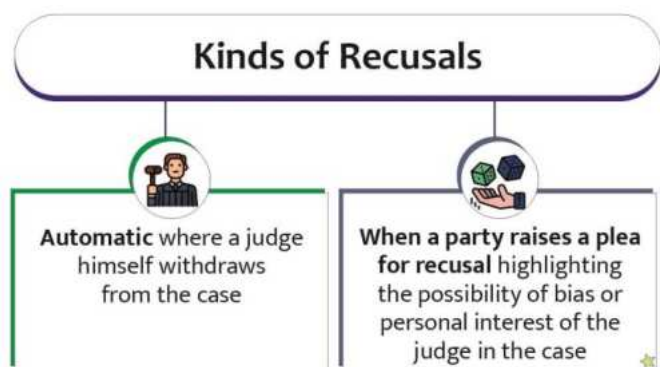 Kinds of Recusals
Automatic where a judge
himself withdraws
from the case
When a party raises a plea
for recusal highlighting
the possibility of bias or
personal interest of the
judge in the case